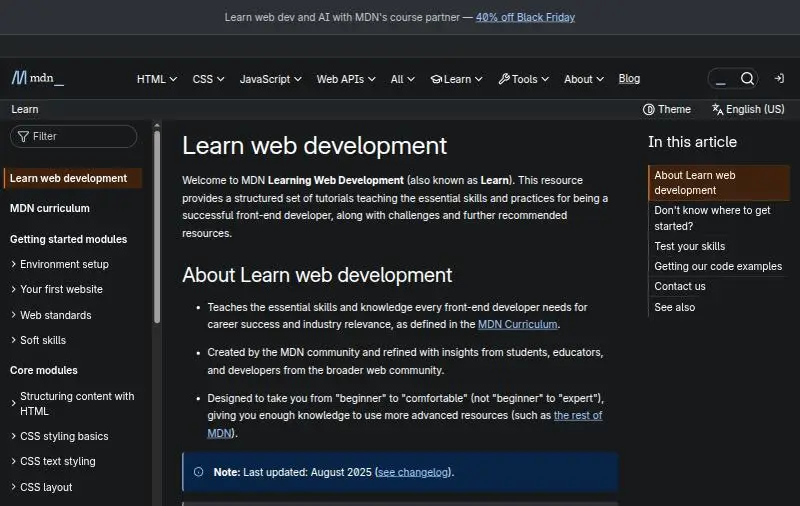 Learn web dev and AI with MDN's course partner — 40% off Black Friday
mdn_
HTML
CSS
JavaScript
Web APIs
All
Learn
Tools
About
Blog
Learn
Theme
English (US)
Filter
Learn web development
MDN curriculum
Getting started modules
Environment setup
Your first website
Web standards
Soft skills
Core modules
Structuring content with
HTML
CSS styling basics
CSS text styling
CSS layout
Learn web development
Welcome to MDN Learning Web Development (also known as Learn). This resource
provides a structured set of tutorials teaching the essential skills and practices for being a
successful front-end developer, along with challenges and further recommended
resources.
About Learn web development
• Teaches the essential skills and knowledge every front-end developer needs for
career success and industry relevance, as defined in the MDN Curriculum.
• Created by the MDN community and refined with insights from students, educators,
and developers from the broader web community.
• Designed to take you from "beginner" to "comfortable" (not "beginner" to "expert"),
giving you enough knowledge to use more advanced resources (such as the rest of
MDN).
Note: Last updated: August 2025 (see changelog).
In this article
About Learn web
development
Don't know where to get
started?
Test your skills
Getting our code examples
Contact us
See also